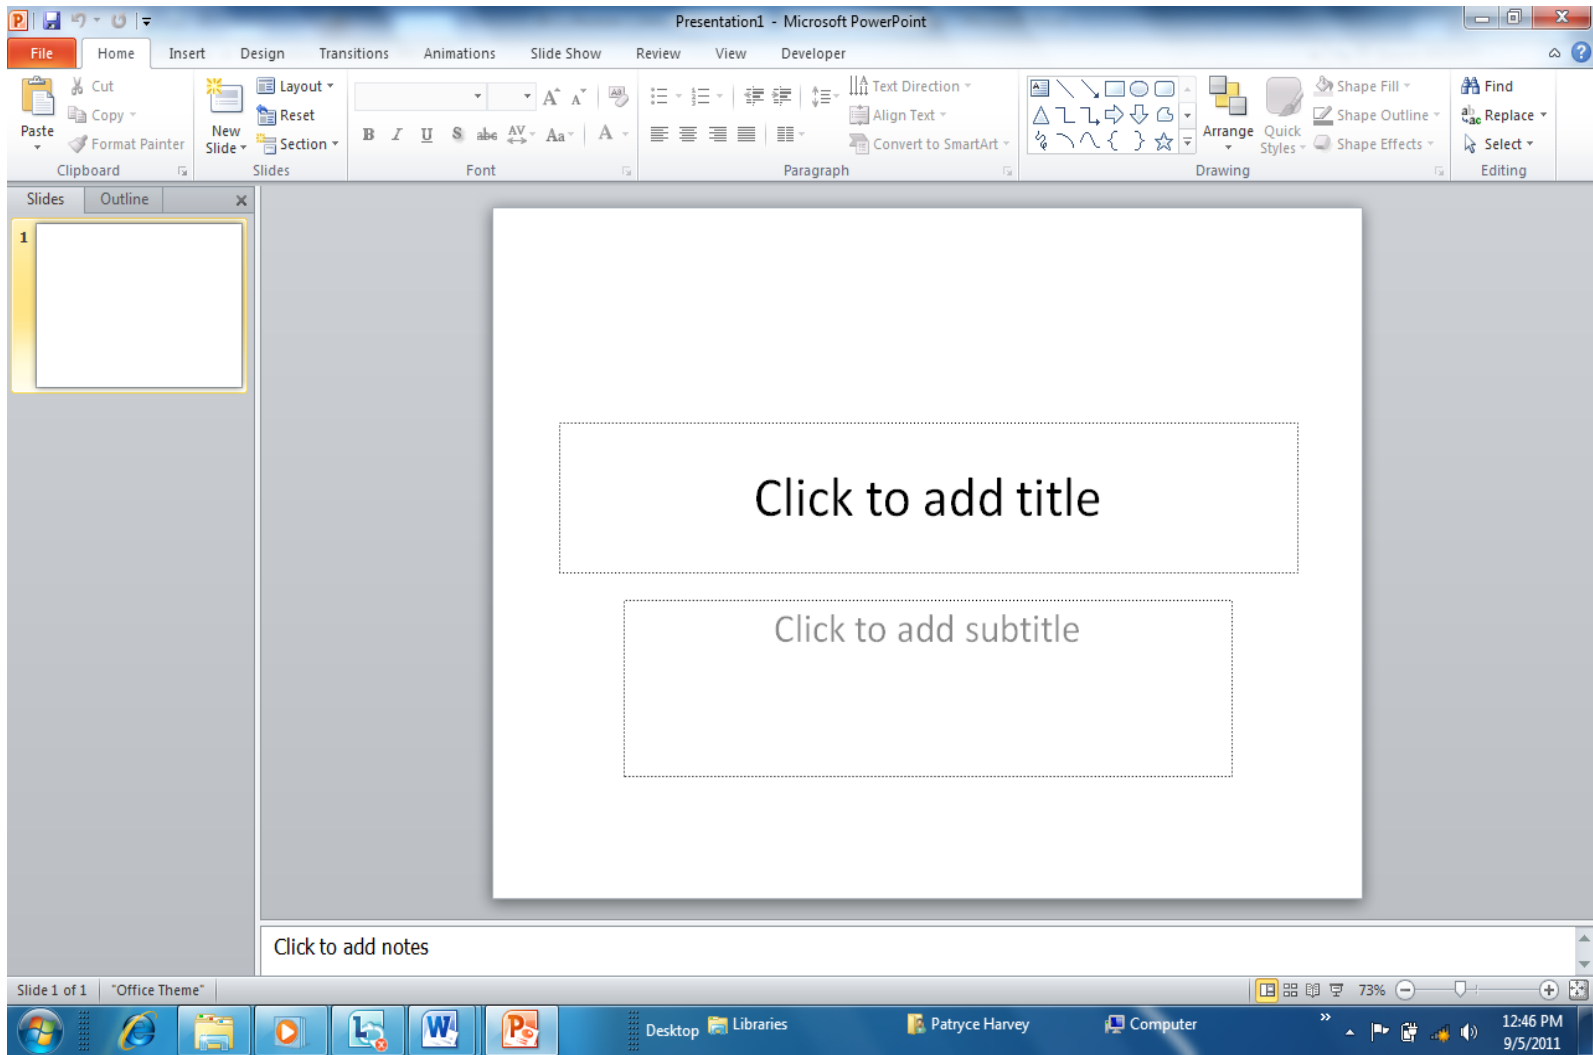 Presentation1 - Microsoft PowerPoint
File Home Insert Design Transitions Animations Slide Show Review View Developer
Paste
Cut
Copy
Format Painter
Clipboard
New
Slide
Layout
Reset
Section
Slides
B I U S abc AV Aa A
Font
Text Direction
Align Text
Convert to SmartArt
Paragraph
Arrange
Quick
Styles
Shape Fill
Shape Outline
Shape Effects
Drawing
Find
Replace
Select
Editing
Slides Outline
1
Click to add title
Click to add subtitle
Click to add notes
Slide 1 of 1 "Office Theme" 73%
Desktop Libraries Patryce Harvey Computer
12:46 PM
9/5/2011